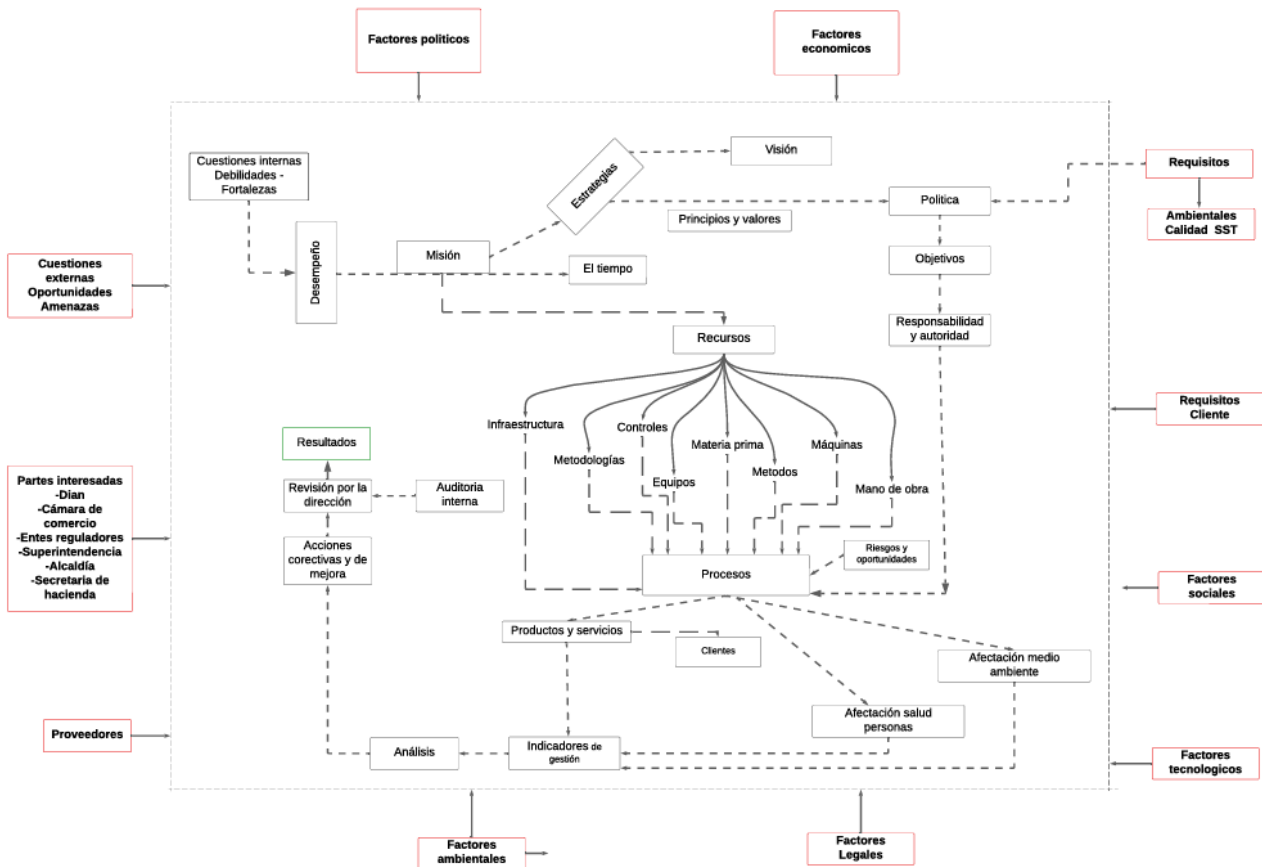 Factores politicos
Factores
economicos
Cuestiones internas
Debilidades -
Fortalezas
Estrategias
Visión
Requisitos
Principios y valores
Politica
Ambientales
Calidad SST
Cuestiones
externas
Oportunidades
Amenazas
Desempeño
Misión
El tiempo
Objetivos
Recursos
Responsabilidad
y autoridad
Requisitos
Cliente
Infraestructura
Controles
Materia prima
Máquinas
Metodologías
Equipos
Metodos
Mano de obra
Resultados
Partes interesadas
-Dian
-Cámara de
comercio
-Entes reguladores
-Superintendencia
-Alcaldía
-Secretaria de
hacienda
Revisión por la
dirección
Auditoria
interna
Acciones
corectivas y de
mejora
Riesgos y
oportunidades
Procesos
Factores
sociales
Productos y servicios
Clientes
Afectación medio
ambiente
Afectación salud
personas
Proveedores
Análisis
Indicadores de
gestión
Factores
tecnologicos
Factores
ambientales
Factores
Legales